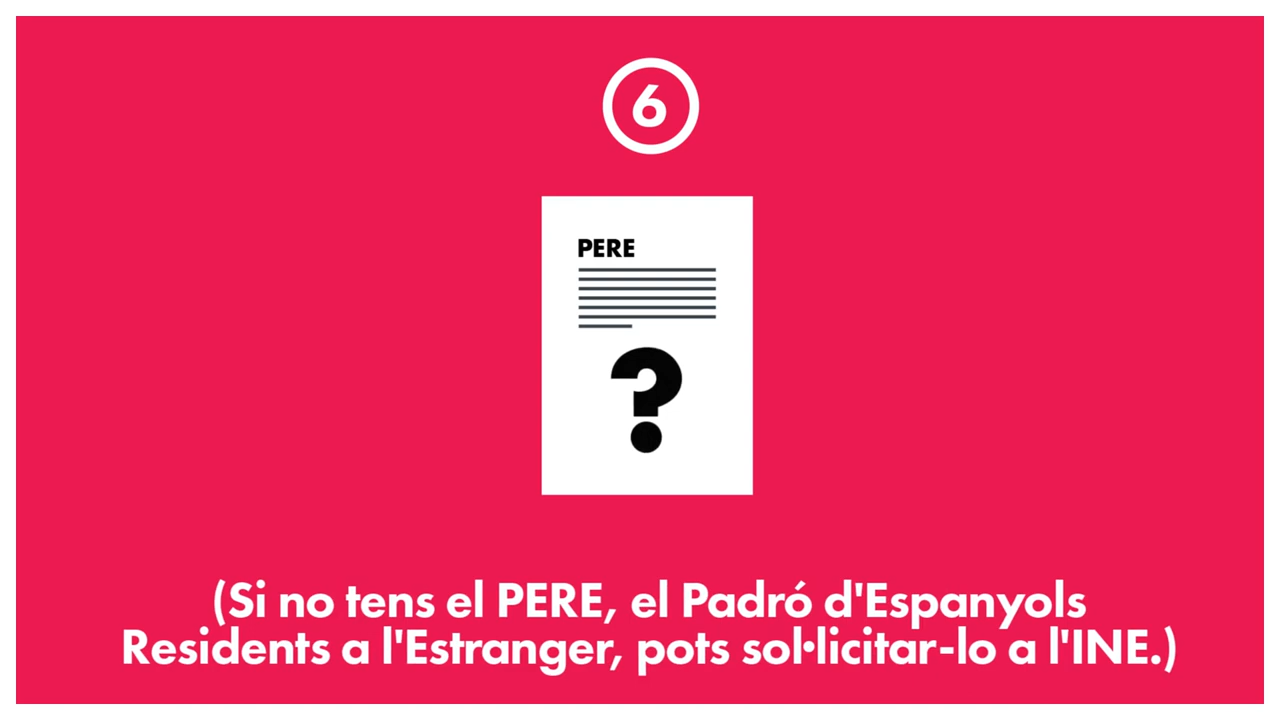 6
PERE
?
(Si no tens el PERE, el Padró d'Espanyols
Residents a l'Estranger, pots sol·licitar-lo a l'INE.)